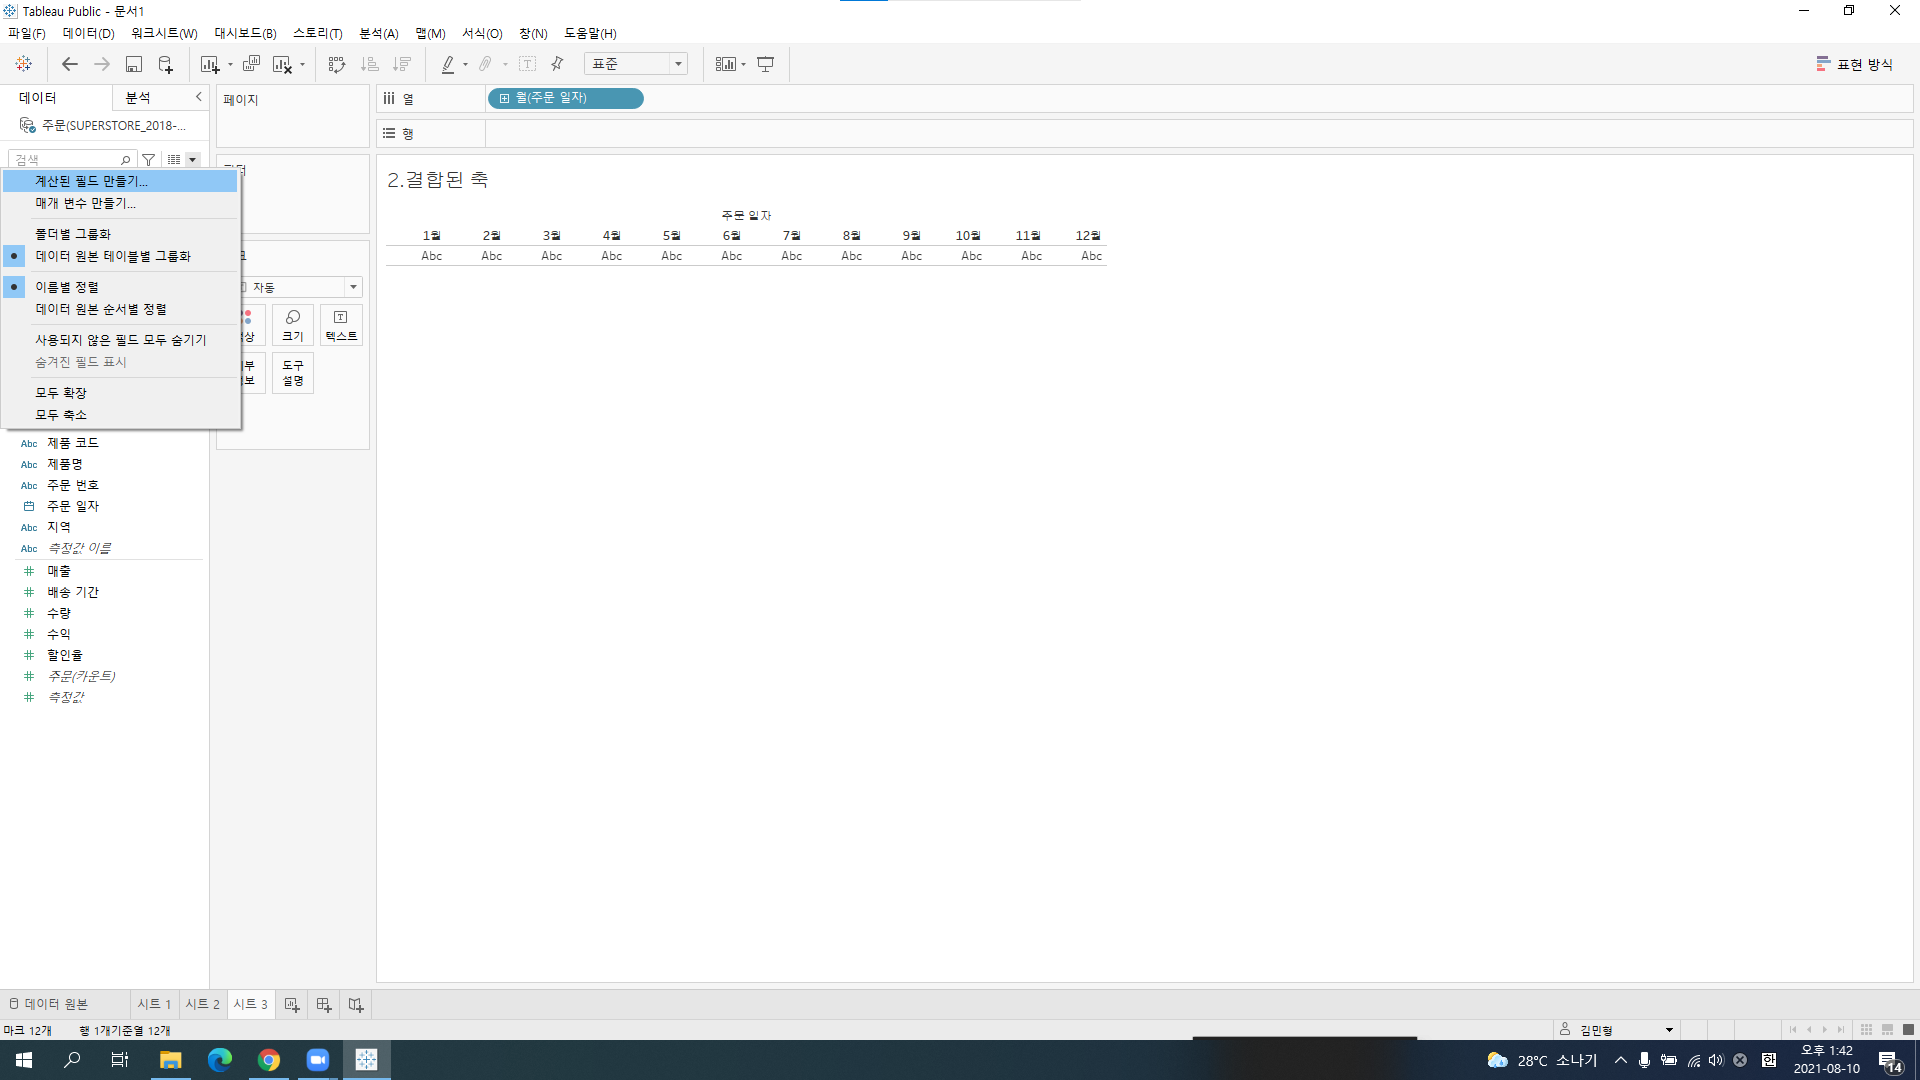 Tableau Public - 문서1
파일(F) 데이터(D) 워크시트(W) 대시보드(B) 스토리(T) 분석(A) 맵(M) 서식(O) 창(N) 도움말(H)
표준
표현 방식
데이터 분석
주문(SUPERSTORE_2018-...
검색
계산된 필드 만들기...
매개 변수 만들기...
폴더별 그룹화
데이터 원본 테이블별 그룹화
이름별 정렬
데이터 원본 순서별 정렬
사용되지 않은 필드 모두 숨기기
숨겨진 필드 표시
모두 확장
모두 축소
Abc 제품 코드
Abc 제품명
Abc 주문 번호
주문 일자
Abc 지역
Abc 측정값 이름
매출
배송 기간
수량
수익
할인율
주문(카운트)
측정값
페이지
자동
크기 텍스트
도구 설명
열 월(주문 일자)
행
2.결합된 축
주문 일자
1월 2월 3월 4월 5월 6월 7월 8월 9월 10월 11월 12월
Abc Abc Abc Abc Abc Abc Abc Abc Abc Abc Abc Abc
데이터 원본 시트 1 시트 2 시트 3
마크 12개 행 1개기준열 12개
김민형
28°C 소나기
한
오후 1:42
2021-08-10
14